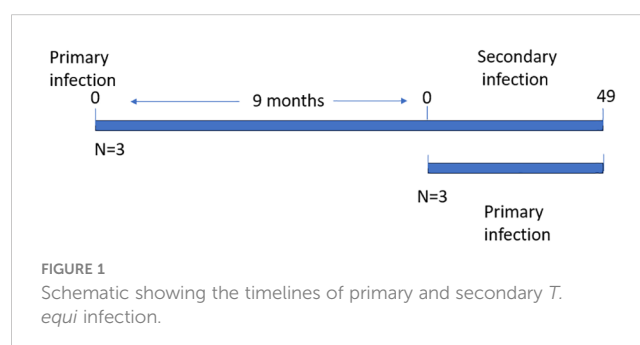 Primary
infection
Secondary
infection
0
9 months
0
49
N=3
N=3
Primary
infection
FIGURE 1
Schematic showing the timelines of primary and secondary T.
equi infection.